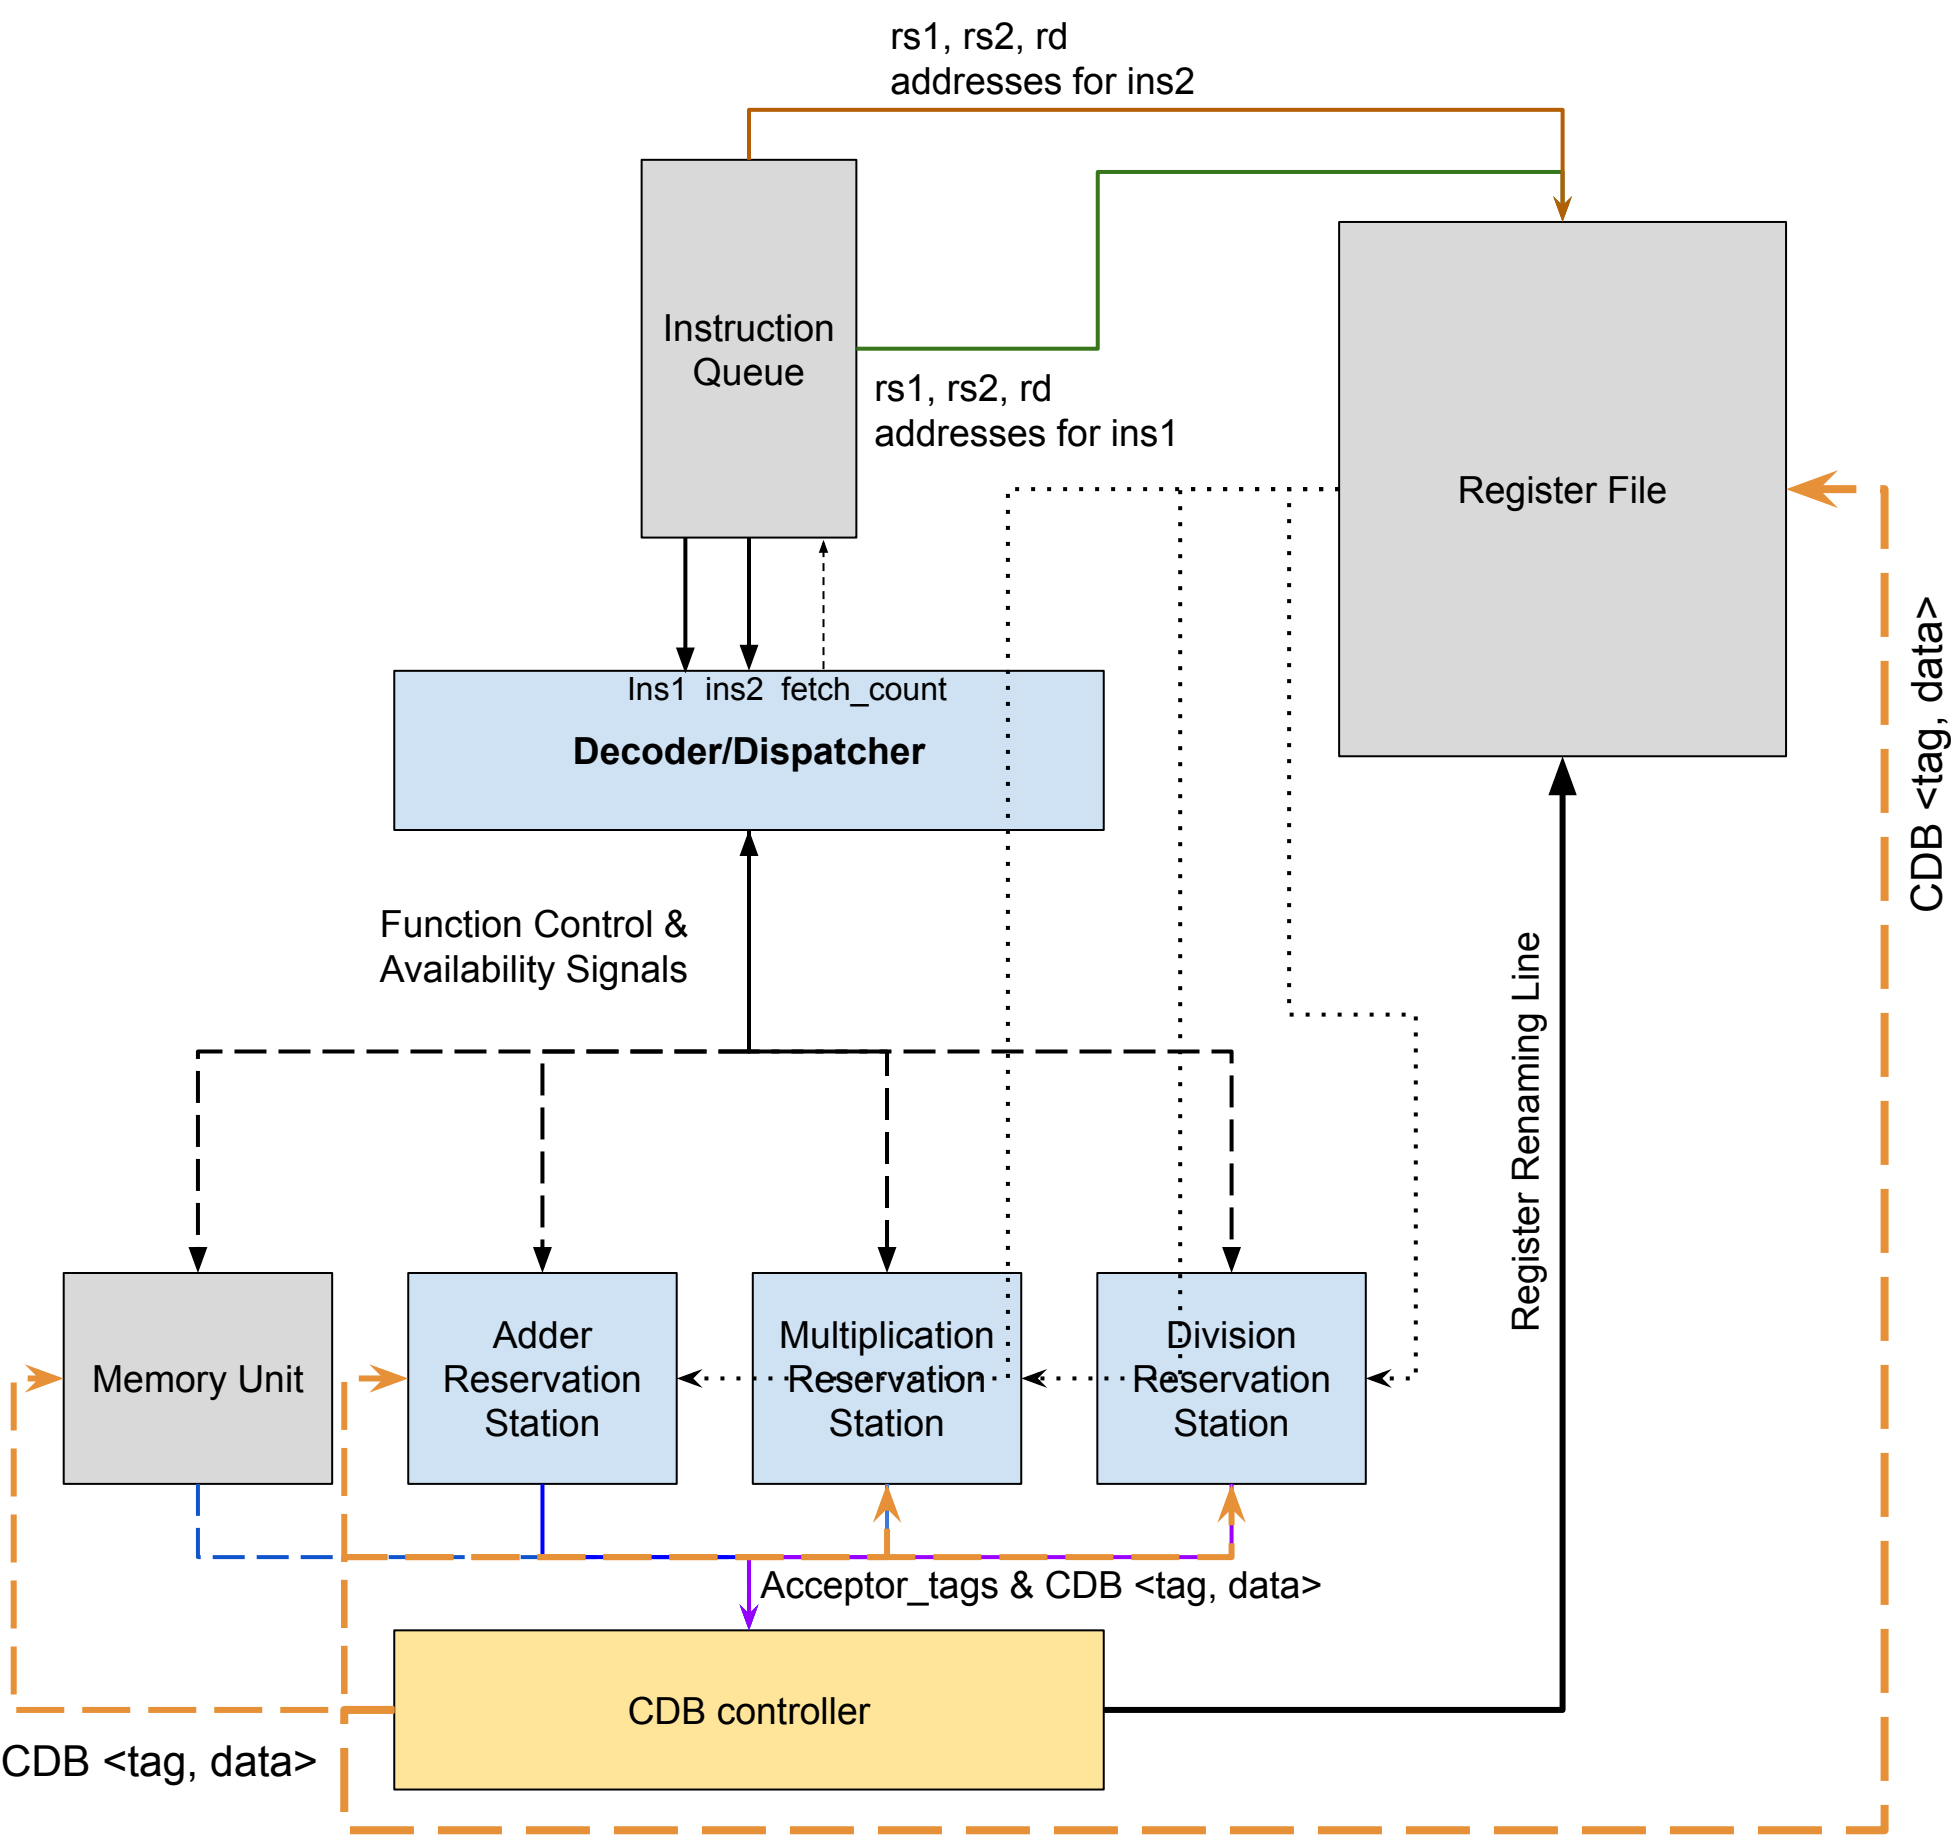 rs1, rs2, rd
addresses for ins2
Instruction
Queue
rs1, rs2, rd
addresses for ins1
Register File
Ins1 ins2 fetch_count
Decoder/Dispatcher
CDB <tag, data>
Function Control &
Availability Signals
Register Renaming Line
Memory Unit
Adder
Reservation
Station
Multiplication
Reservation
Station
Division
Reservation
Station
Acceptor_tags & CDB <tag, data>
CDB controller
CDB <tag, data>